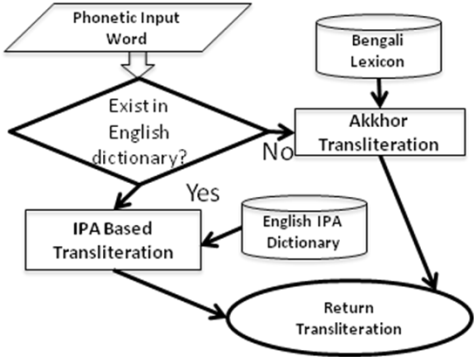 Phonetic Input
Word
Bengali
Lexicon
Exist in
English
dictionary?
No
Akkhor
Transliteration
Yes
IPA Based
Transliteration
English IPA
Dictionary
Return
Transliteration